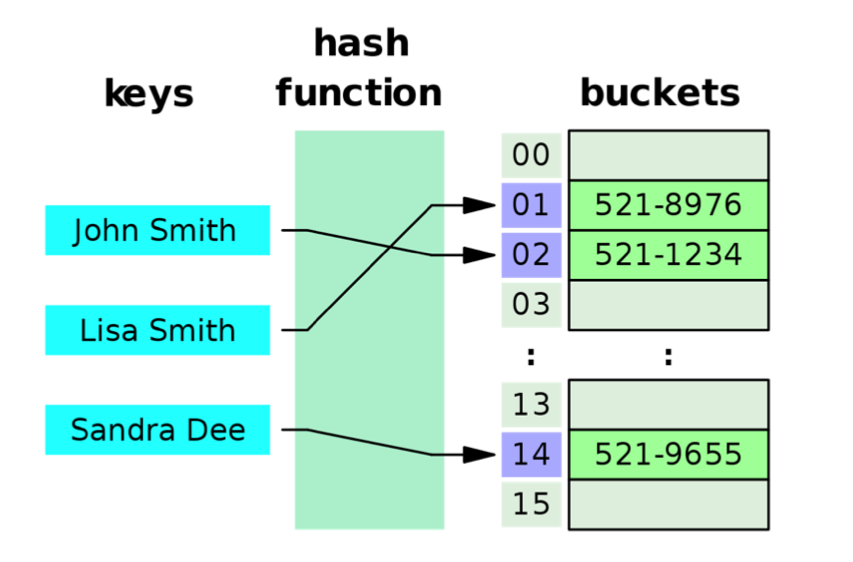 hash
keys function buckets
John Smith
Lisa Smith
Sandra Dee
00
01 521-8976
02 521-1234
03
: :
13
14 521-9655
15